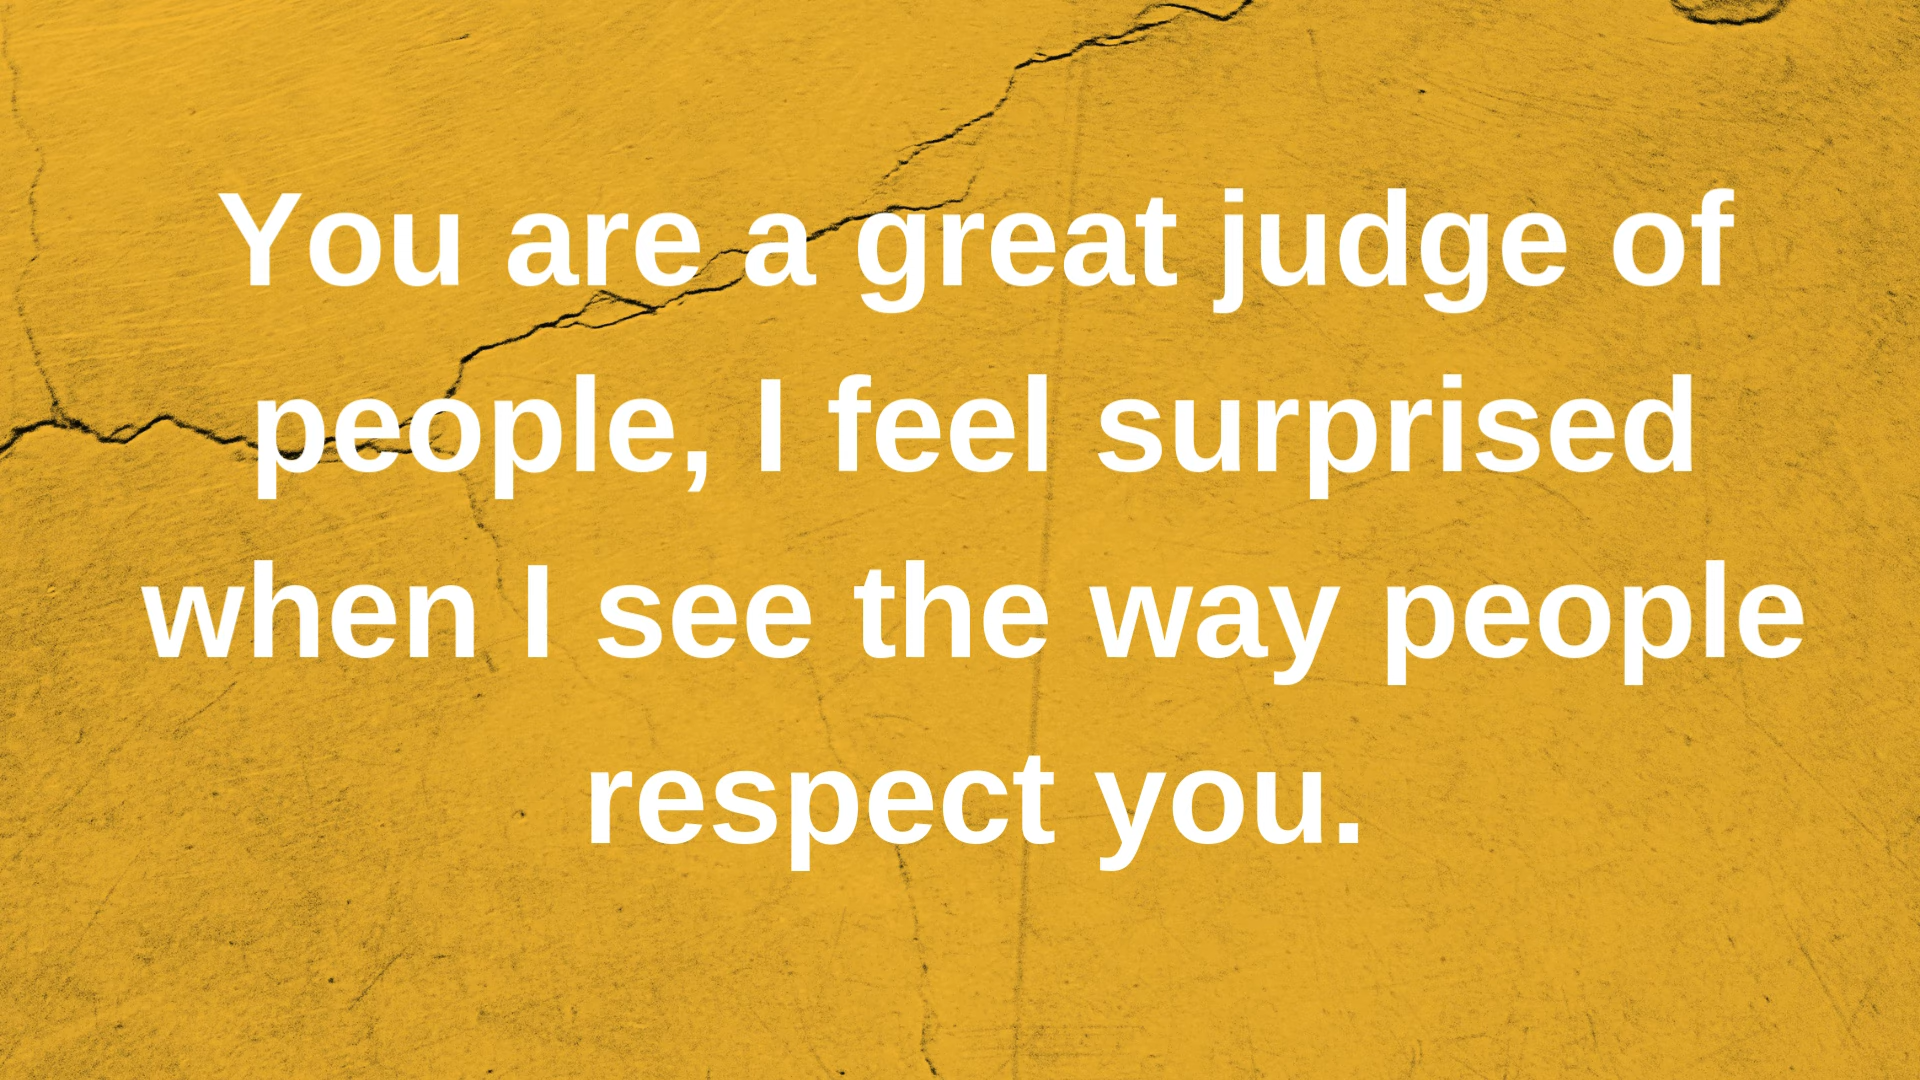 You are a great judge of
people, I feel surprised
when I see the way people
respect you.